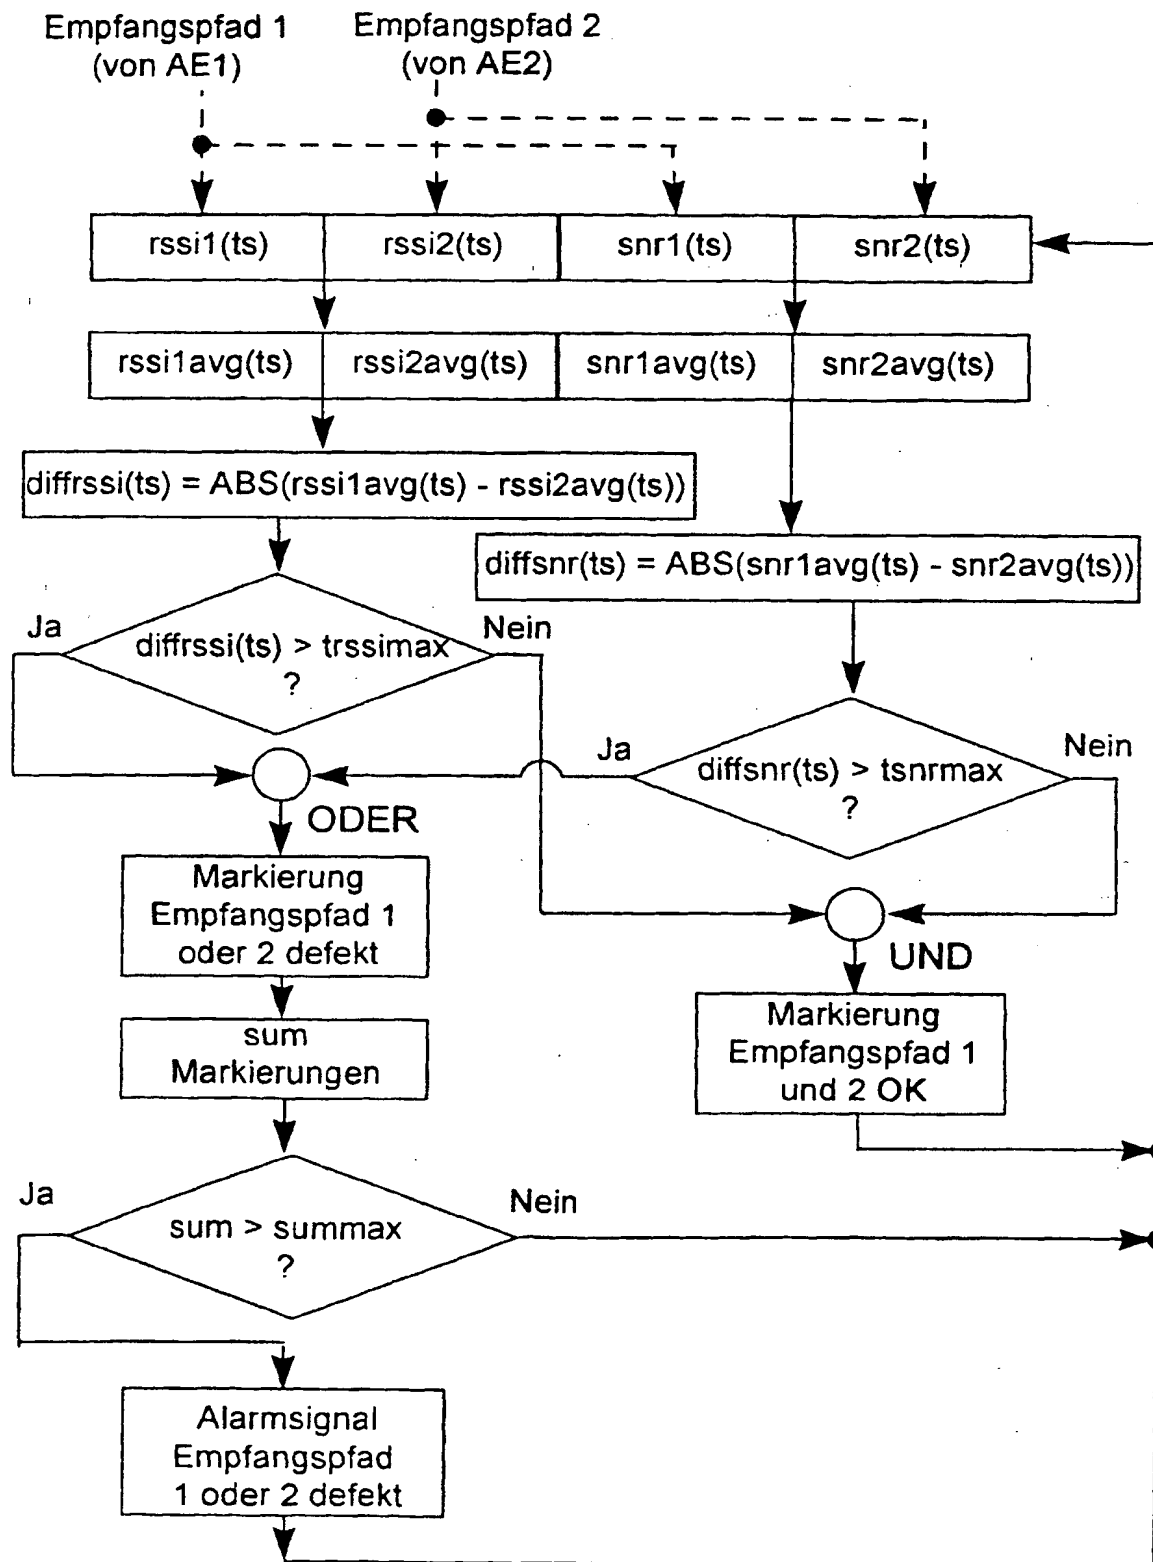 Empfangspfad 1
(von AE1)
Empfangspfad 2
(von AE2)
rssi1(ts)
rssi2(ts)
snr1(ts)
snr2(ts)
rssi1avg(ts)
rssi2avg(ts)
snr1avg(ts)
snr2avg(ts)
diffrssi(ts) = ABS(rssi1avg(ts) - rssi2avg(ts))
diffsnr(ts) = ABS(snr1avg(ts) - snr2avg(ts))
Ja
diffrssi(ts) > trssimax
?
Nein
Ja
diffsnr(ts) > tsnrmax
?
Nein
ODER
Markierung
Empfangspfad 1
oder 2 defekt
UND
Markierung
Empfangspfad 1
und 2 OK
sum
Markierungen
Ja
sum > summax
?
Nein
Alarmsignal
Empfangspfad
1 oder 2 defekt